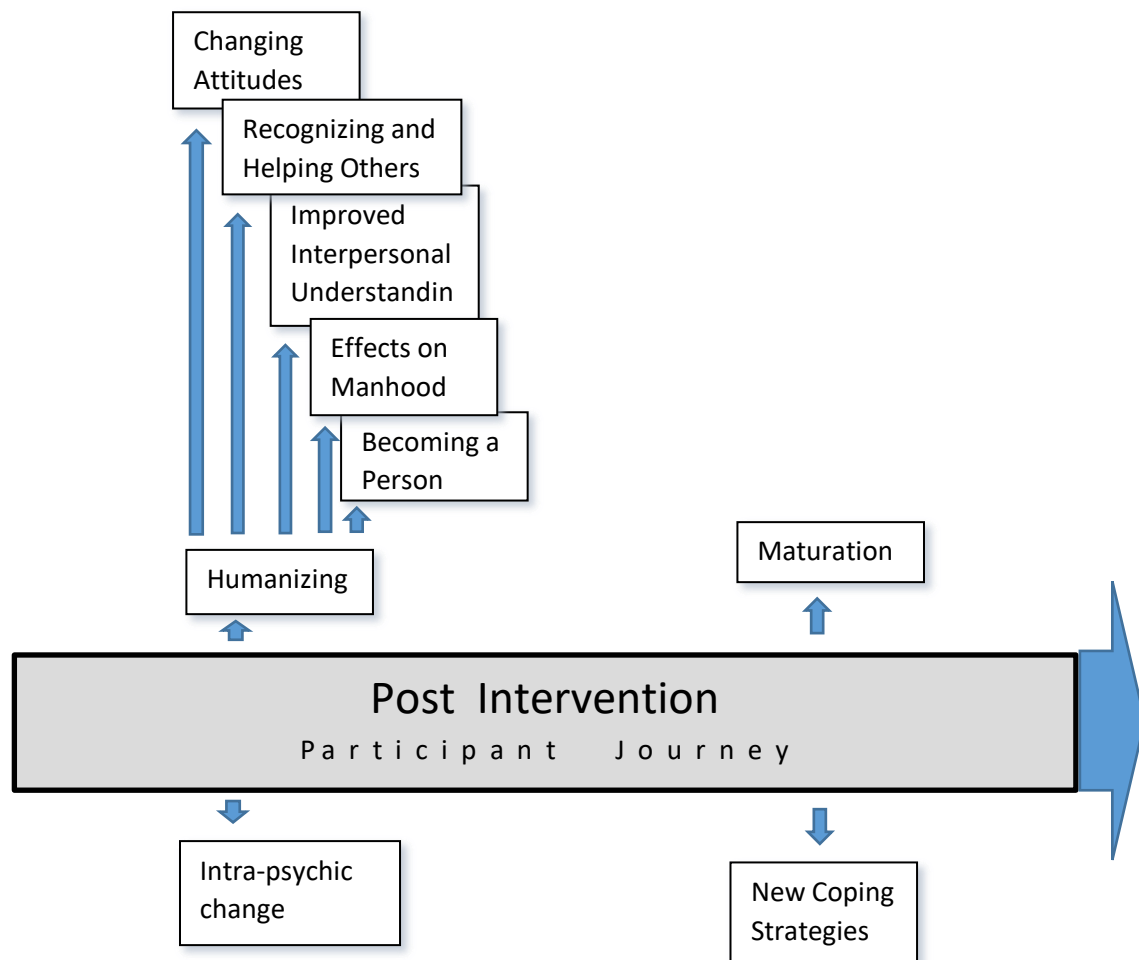 Changing
Attitudes
Recognizing and
Helping Others
Improved
Interpersonal
Understandin
Effects on
Manhood
Becoming a
Person
Humanizing
Maturation
Post Intervention
Participant Journey
Intra-psychic
change
New Coping
Strategies